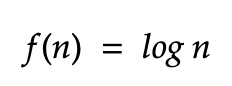 f(n) = log n